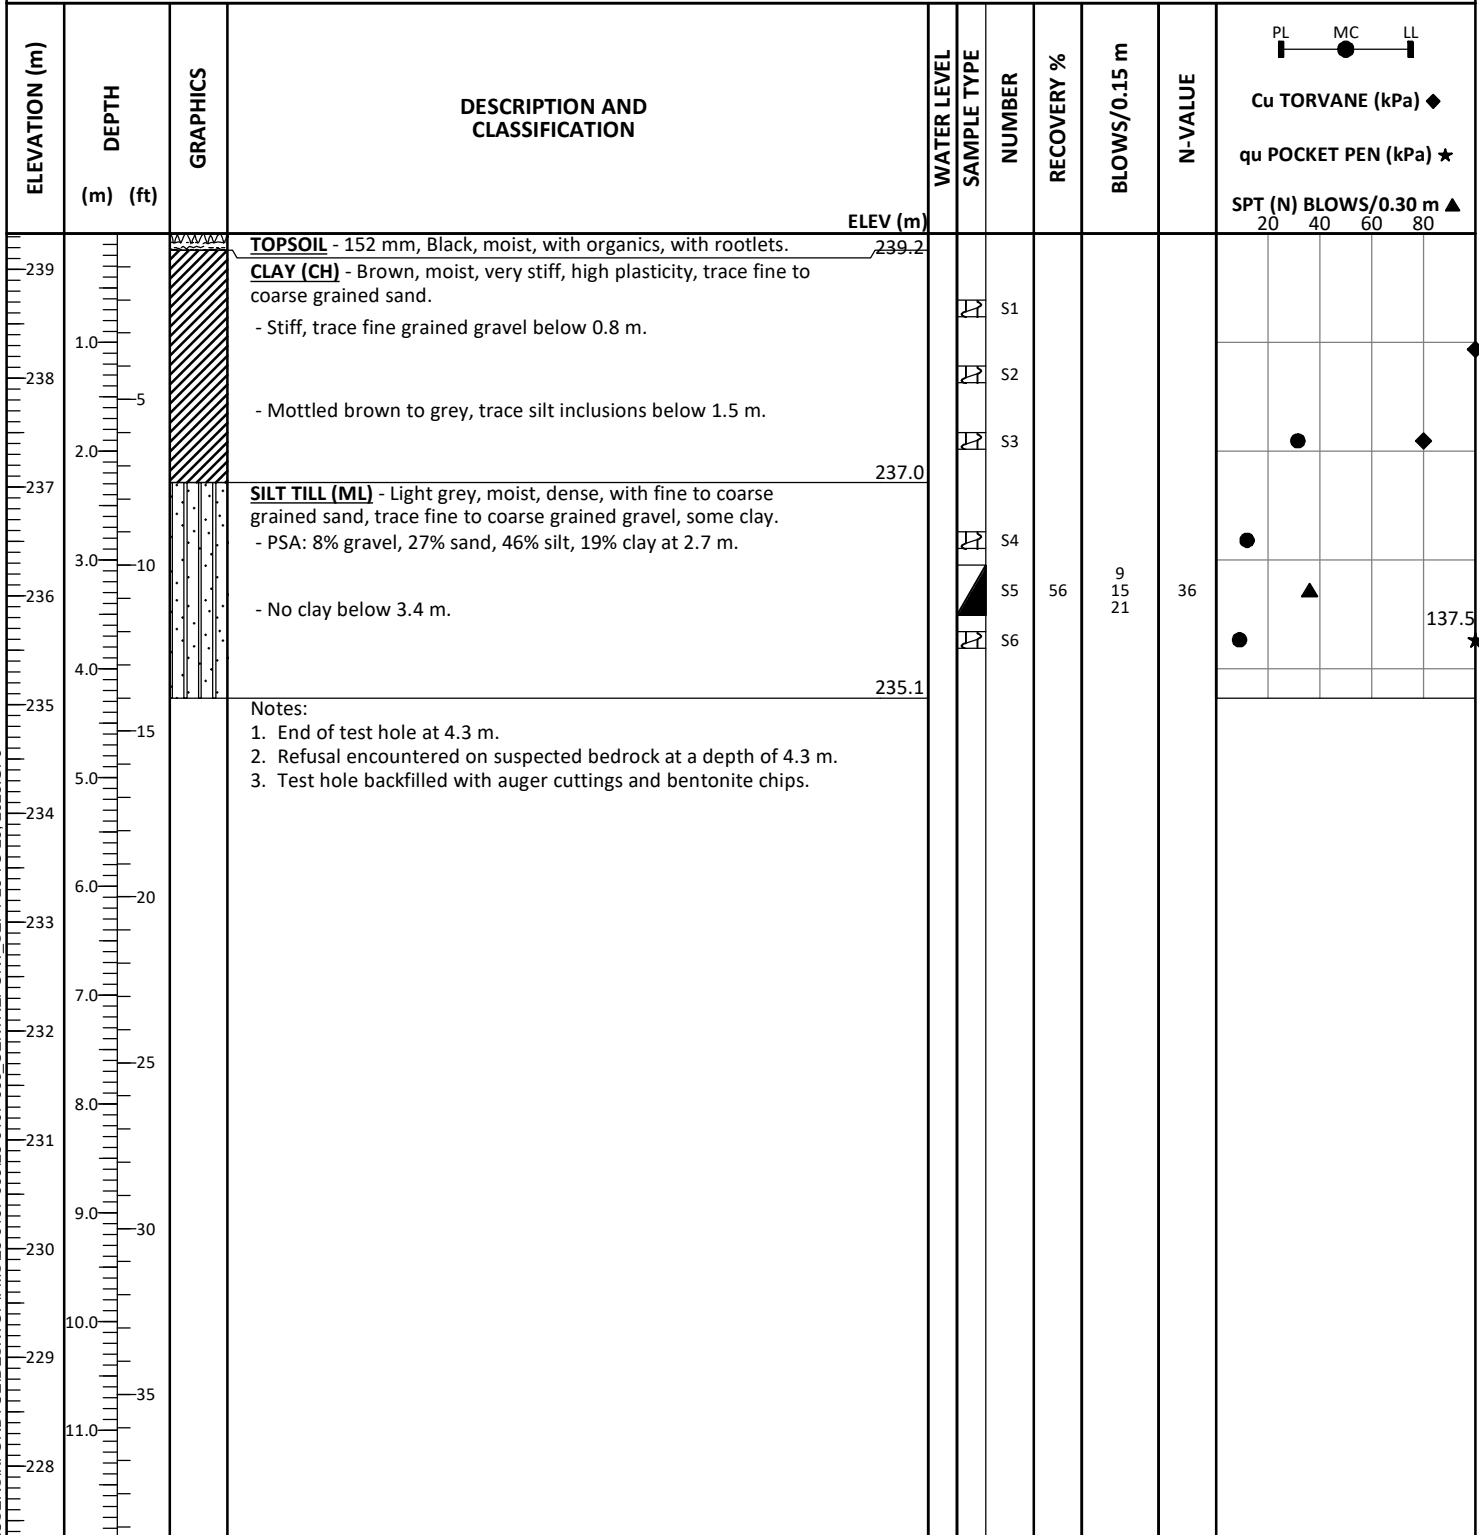 ELEVATION (m)
DEPTH
(m) (ft)
GRAPHICS
DESCRIPTION AND
CLASSIFICATION
ELEV (m)
WATER LEVEL
SAMPLE TYPE
NUMBER
RECOVERY %
BLOWS/0.15 m
N-VALUE
PL MC LL
Cu TORVANE (kPa) ◆
qu POCKET PEN (kPa) ★
SPT (N) BLOWS/0.30 m ▲
20 40 60 80
TOPSOIL - 152 mm, Black, moist, with organics, with rootlets.
239.2
239
CLAY (CH) - Brown, moist, very stiff, high plasticity, trace fine to
coarse grained sand.
S1
- Stiff, trace fine grained gravel below 0.8 m.
1.0
238
S2
5
- Mottled brown to grey, trace silt inclusions below 1.5 m.
S3
2.0
237.0
237
SILT TILL (ML) - Light grey, moist, dense, with fine to coarse
grained sand, trace fine to coarse grained gravel, some clay.
- PSA: 8% gravel, 27% sand, 46% silt, 19% clay at 2.7 m.
S4
3.0
10
236
S5 56
9
15
21
36
- No clay below 3.4 m.
137.5
S6
4.0
235.1
235
Notes:
1. End of test hole at 4.3 m.
15
2. Refusal encountered on suspected bedrock at a depth of 4.3 m.
5.0
3. Test hole backfilled with auger cuttings and bentonite chips.
234
6.0
20
233
7.0
232
25
8.0
231
9.0
30
230
10.0
229
35
11.0
228